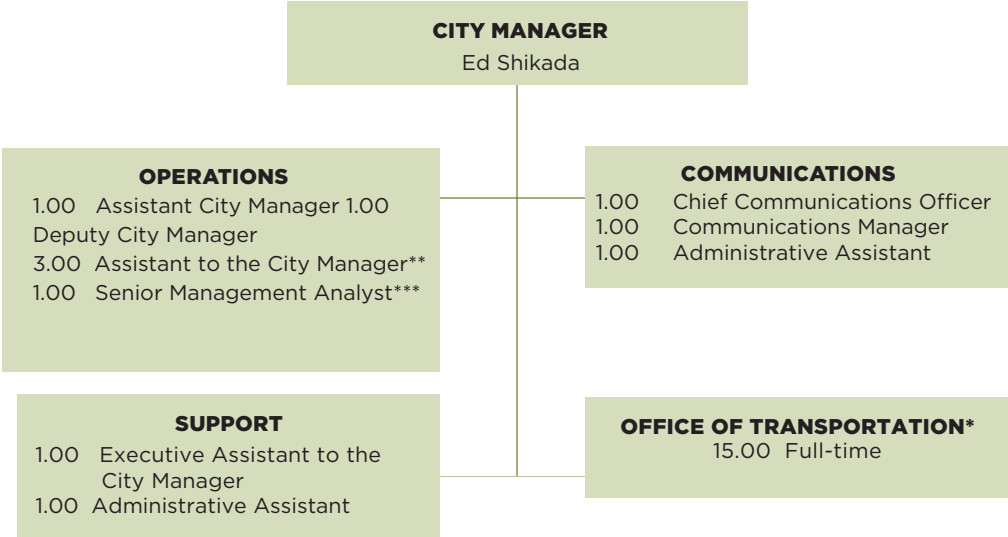 CITY MANAGER
Ed Shikada
OPERATIONS
1.00 Assistant City Manager 1.00
Deputy City Manager
3.00 Assistant to the City Manager**
1.00 Senior Management Analyst***
COMMUNICATIONS
1.00 Chief Communications Officer
1.00 Communications Manager
1.00 Administrative Assistant
SUPPORT
1.00 Executive Assistant to the
City Manager
1.00 Administrative Assistant
OFFICE OF TRANSPORTATION*
15.00 Full-time